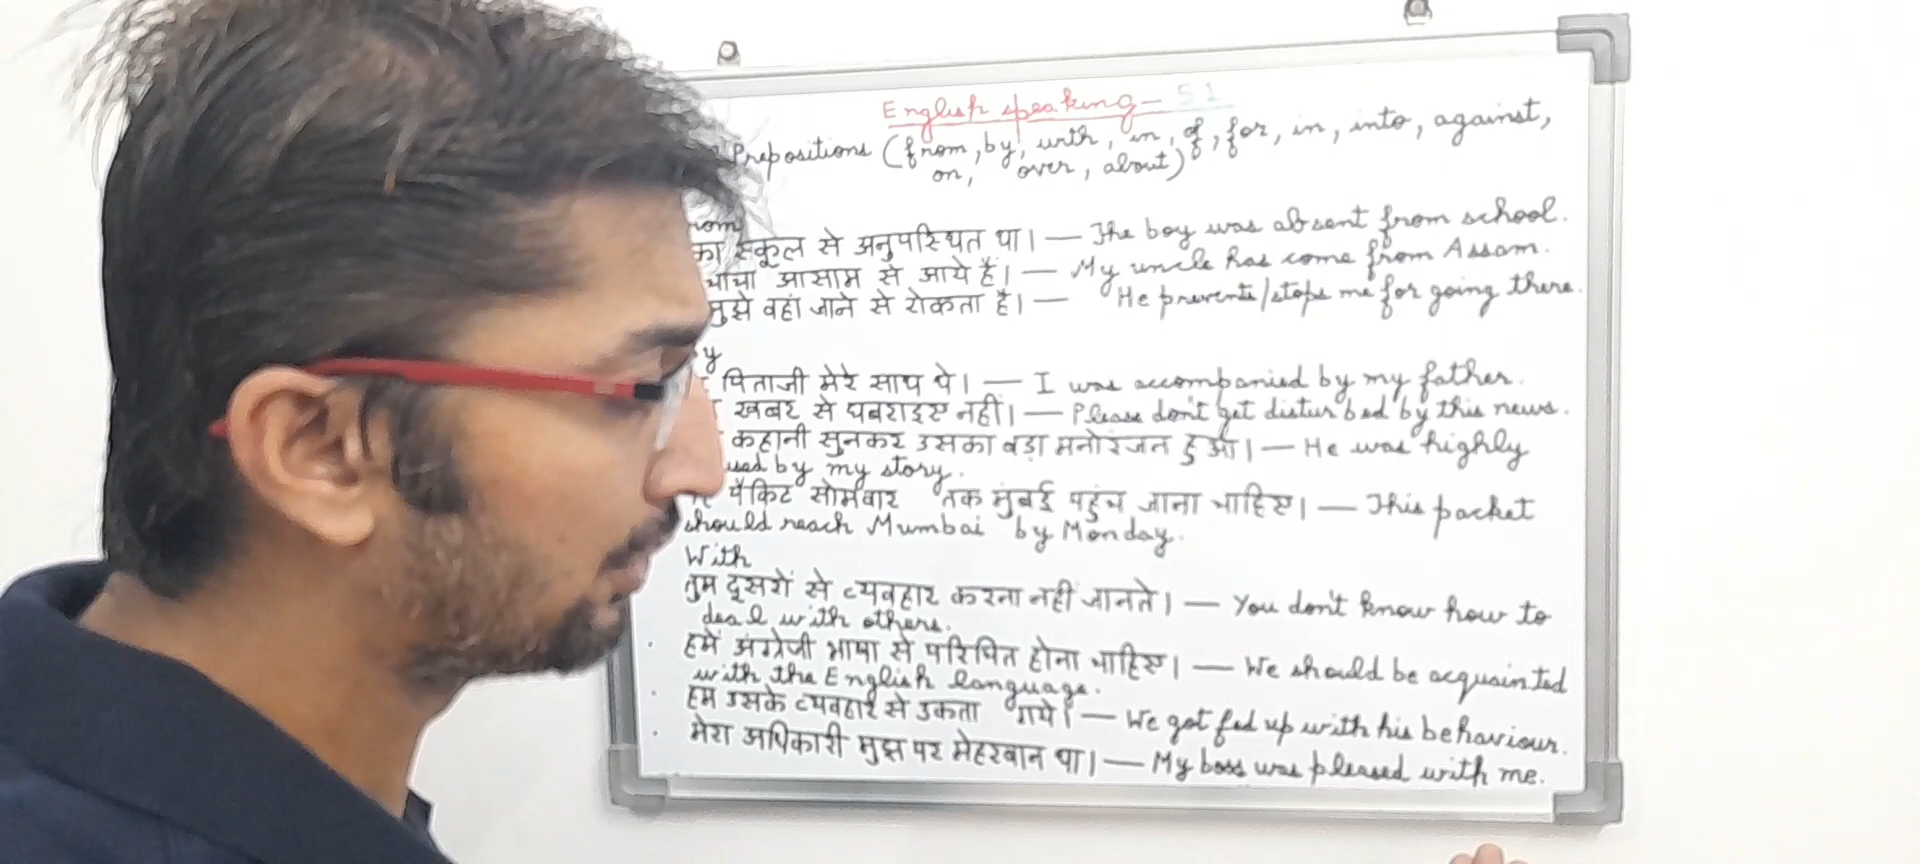 English speaking - 51
Prepositions (from, by, with, in, of, for, in, into, against,
on, over, about)
rom
का स्कूल से अनुपस्थित था। — The boy was absent from school.
चाचा आसाम से आये हैं। — My uncle has come from Assam.
मुझे वहां जाने से रोकता है। — He prevents/stops me for going there.
y
पिताजी मेरे साथ थे। — I was accompanied by my father.
खबर से घबराइए नहीं। — Please don't get disturbed by this news.
कहानी सुनकर उसका बड़ा मनोरंजन हुआ। — He was highly
used by my story.
पैकिट सोमवार तक मुंबई पहुंच जाना चाहिए। — This packet
should reach Mumbai by Monday.
With
तुम दूसरों से व्यवहार करना नहीं जानते। — You don't know how to
deal with others.
· हमें अंग्रेजी भाषा से परिचित होना चाहिए। — We should be acquainted
with the English language.
· हम उसके व्यवहार से उकता गये। — We got fed up with his behaviour.
· मेरा अधिकारी मुझ पर मेहरबान था। — My boss was pleased with me.